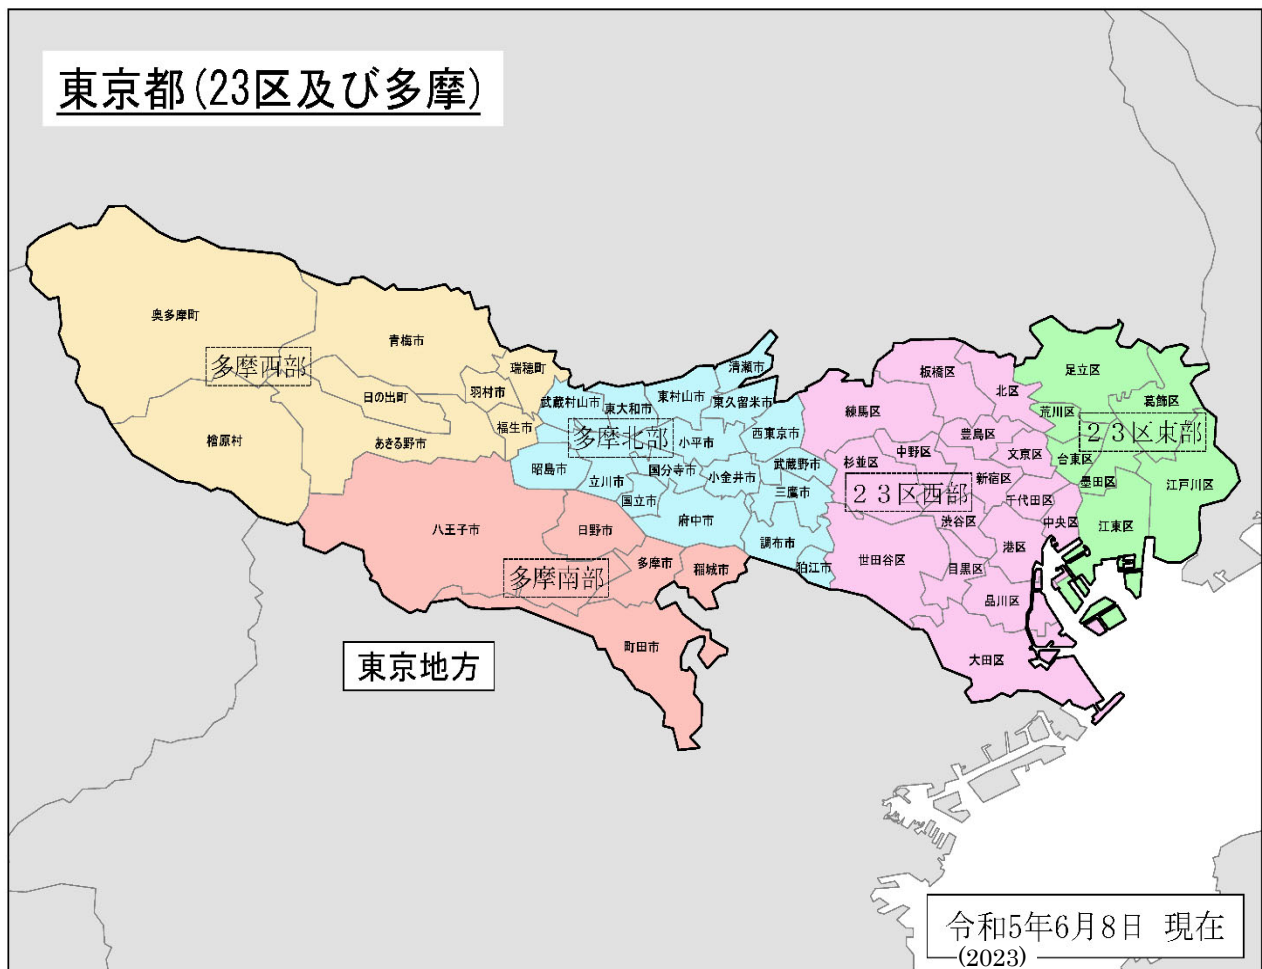 東京都(23区及び多摩)
奥多摩町
青梅市
多摩西部
瑞穂町
日の出町
羽村市
福生市
檜原村
あきる野市
清瀬市
武蔵村山市
東大和市
東村山市
東久留米市
多摩北部
小平市
西東京市
昭島市
立川市
国分寺市
小金井市
武蔵野市
国立市
三鷹市
府中市
調布市
狛江市
八王子市
日野市
多摩南部
多摩市
稲城市
町田市
板橋区
北区
練馬区
豊島区
中野区
文京区
杉並区
新宿区
23区西部
千代田区
渋谷区
中央区
世田谷区
目黒区
港区
品川区
大田区
足立区
葛飾区
荒川区
23区東部
台東区
墨田区
江戸川区
江東区
東京地方
令和5年6月8日 現在
(2023)